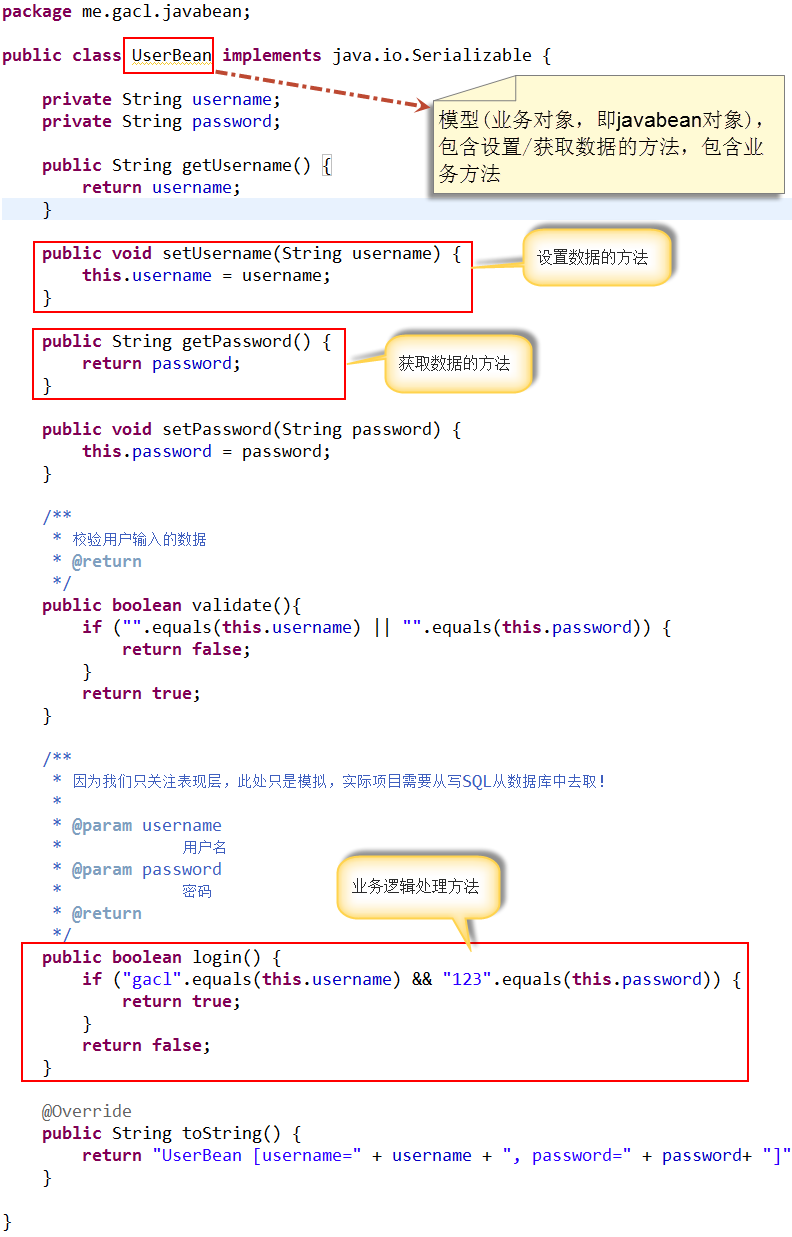 package me.gacl.javabean;
public class UserBean implements java.io.Serializable {
private String username;
private String password;
模型(业务对象，即javabean对象)，
包含设置/获取数据的方法，包含业
务方法
public String getUsername() {
return username;
}
public void setUsername(String username) {
this.username = username;
}
设置数据的方法
public String getPassword() {
return password;
}
获取数据的方法
public void setPassword(String password) {
this.password = password;
}
/**
* 校验用户输入的数据
* @return
*/
public boolean validate(){
if ("".equals(this.username) || "".equals(this.password)) {
return false;
}
return true;
}
/**
* 因为我们只关注表现层，此处只是模拟，实际项目需要从写SQL从数据库中去取！
*
* @param username
* 用户名
* @param password
* 密码
* @return
*/
业务逻辑处理方法
public boolean login() {
if ("gacl".equals(this.username) && "123".equals(this.password)) {
return true;
}
return false;
}
@Override
public String toString() {
return "UserBean [username=" + username + ", password=" + password+ "]"
}
}